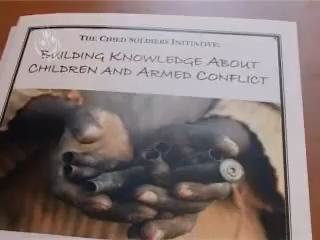 THE CHILD SOLDIERS INITIATIVE:
BUILDING KNOWLEDGE ABOUT
CHILDREN AND ARMED CONFLICT